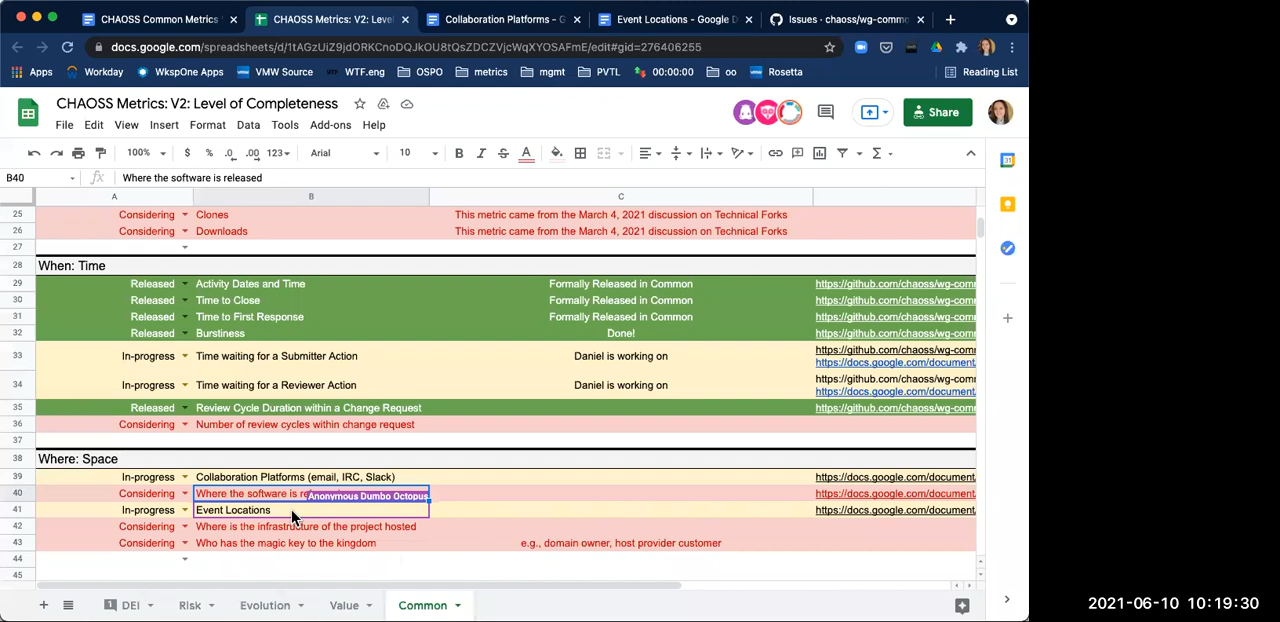 CHAOSS Common Metrics
CHAOSS Metrics: V2: Level
Collaboration Platforms - G
Event Locations - Google D
Issues · chaoss/wg-commo
docs.google.com/spreadsheets/d/1tAGzUiZ9jdORKCnoDQJkOU8tQsZDCZVjcWqXYOSAFmE/edit#gid=276406255
Apps Workday WkspOne Apps VMW Source WTF.eng OSPO metrics mgmt PVTL 00:00:00 oo Rosetta Reading List
CHAOSS Metrics: V2: Level of Completeness
File Edit View Insert Format Data Tools Add-ons Help
Share
100% $ % .0 .00 123 Arial 10 B I S A
B40 fx Where the software is released
A B C
25 Considering Clones This metric came from the March 4, 2021 discussion on Technical Forks
26 Considering Downloads This metric came from the March 4, 2021 discussion on Technical Forks
27
28 When: Time
29 Released Activity Dates and Time Formally Released in Common https://github.com/chaoss/wg-comm
30 Released Time to Close Formally Released in Common https://github.com/chaoss/wg-comm
31 Released Time to First Response Formally Released in Common https://github.com/chaoss/wg-comm
32 Released Burstiness Done! https://github.com/chaoss/wg-comm
33 In-progress Time waiting for a Submitter Action Daniel is working on https://github.com/chaoss/wg-comm
https://docs.google.com/document
34 In-progress Time waiting for a Reviewer Action Daniel is working on https://github.com/chaoss/wg-comm
https://docs.google.com/document
35 Released Review Cycle Duration within a Change Request https://github.com/chaoss/wg-comm
36 Considering Number of review cycles within change request
37
38 Where: Space
39 In-progress Collaboration Platforms (email, IRC, Slack) https://docs.google.com/document
40 Considering Where the software is re Anonymous Dumbo Octopus https://docs.google.com/document
41 In-progress Event Locations https://docs.google.com/document
42 Considering Where is the infrastructure of the project hosted
43 Considering Who has the magic key to the kingdom e.g., domain owner, host provider customer
44
45
1 DEI Risk Evolution Value Common
2021-06-10 10:19:30